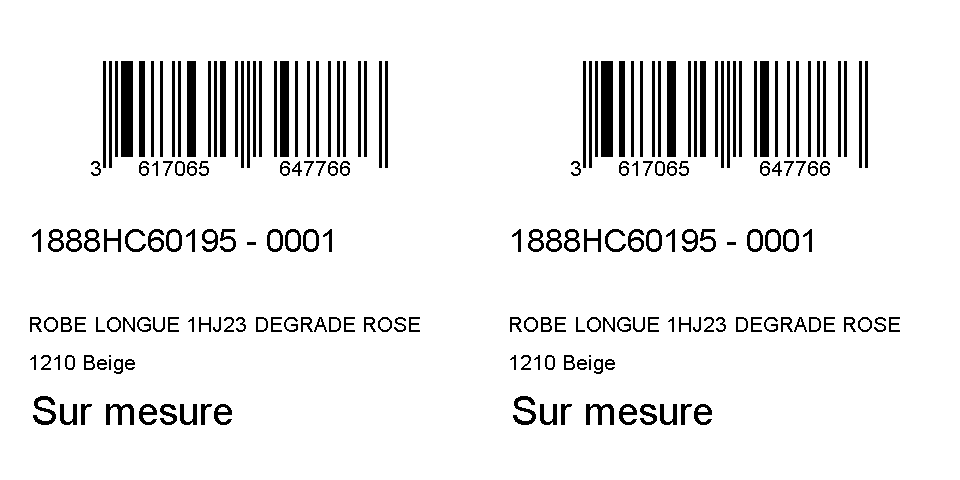 3 617065 647766
1888HC60195 - 0001
ROBE LONGUE 1HJ23 DEGRADE ROSE
1210 Beige
Sur mesure
3 617065 647766
1888HC60195 - 0001
ROBE LONGUE 1HJ23 DEGRADE ROSE
1210 Beige
Sur mesure